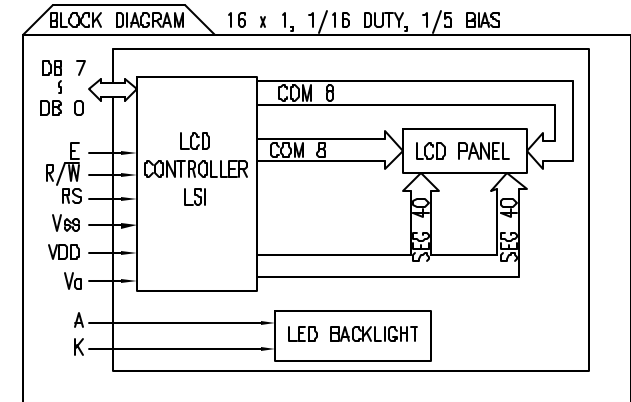 BLOCK DIAGRAM 16 x 1, 1/16 DUTY, 1/5 BIAS
DB 7
DB 0
COM 8
LCD CONTROLLER LSI
COM 8
LCD PANEL
E
R/W̅
RS
Vss
VDD
Vo
SEG 40
SEG 40
A
K
LED BACKLIGHT